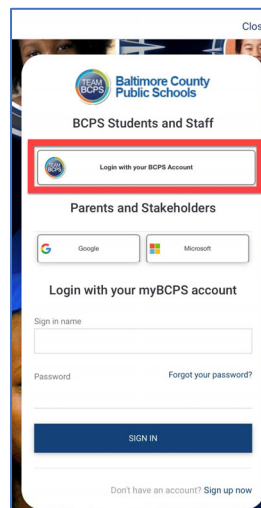 Clos
TEAM
BCPS
Baltimore County
Public Schools
BCPS Students and Staff
TEAM
BCPS
Login with your BCPS Account
Parents and Stakeholders
Google
Microsoft
Login with your myBCPS account
Sign in name
Password
Forgot your password?
SIGN IN
Don't have an account? Sign up now